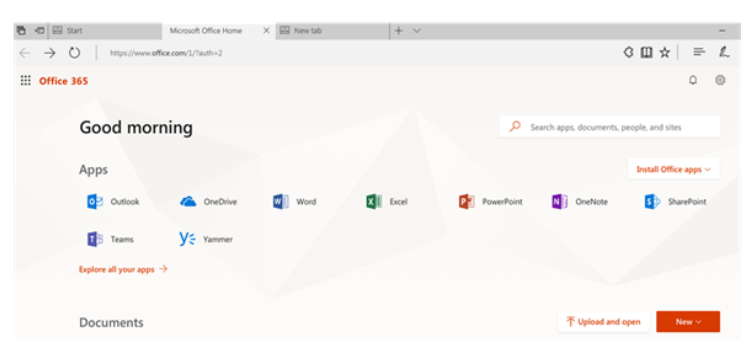 Start
Microsoft Office Home
New tab
https://www.office.com/1/?auth=2
Office 365
Good morning
Search apps, documents, people, and sites
Apps
Install Office apps
Outlook
OneDrive
Word
Excel
PowerPoint
OneNote
SharePoint
Teams
Yammer
Explore all your apps →
Documents
Upload and open
New